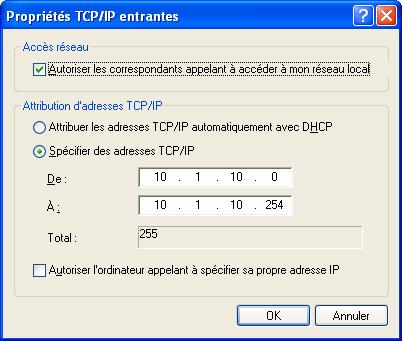 Propriétés TCP/IP entrantes
Accès réseau
Autoriser les correspondants appelant à accéder à mon réseau local
Attribution d'adresses TCP/IP
Attribuer les adresses TCP/IP automatiquement avec DHCP
Spécifier des adresses TCP/IP
De : 10 . 1 . 10 . 0
À : 10 . 1 . 10 . 254
Total : 255
Autoriser l'ordinateur appelant à spécifier sa propre adresse IP
OK Annuler